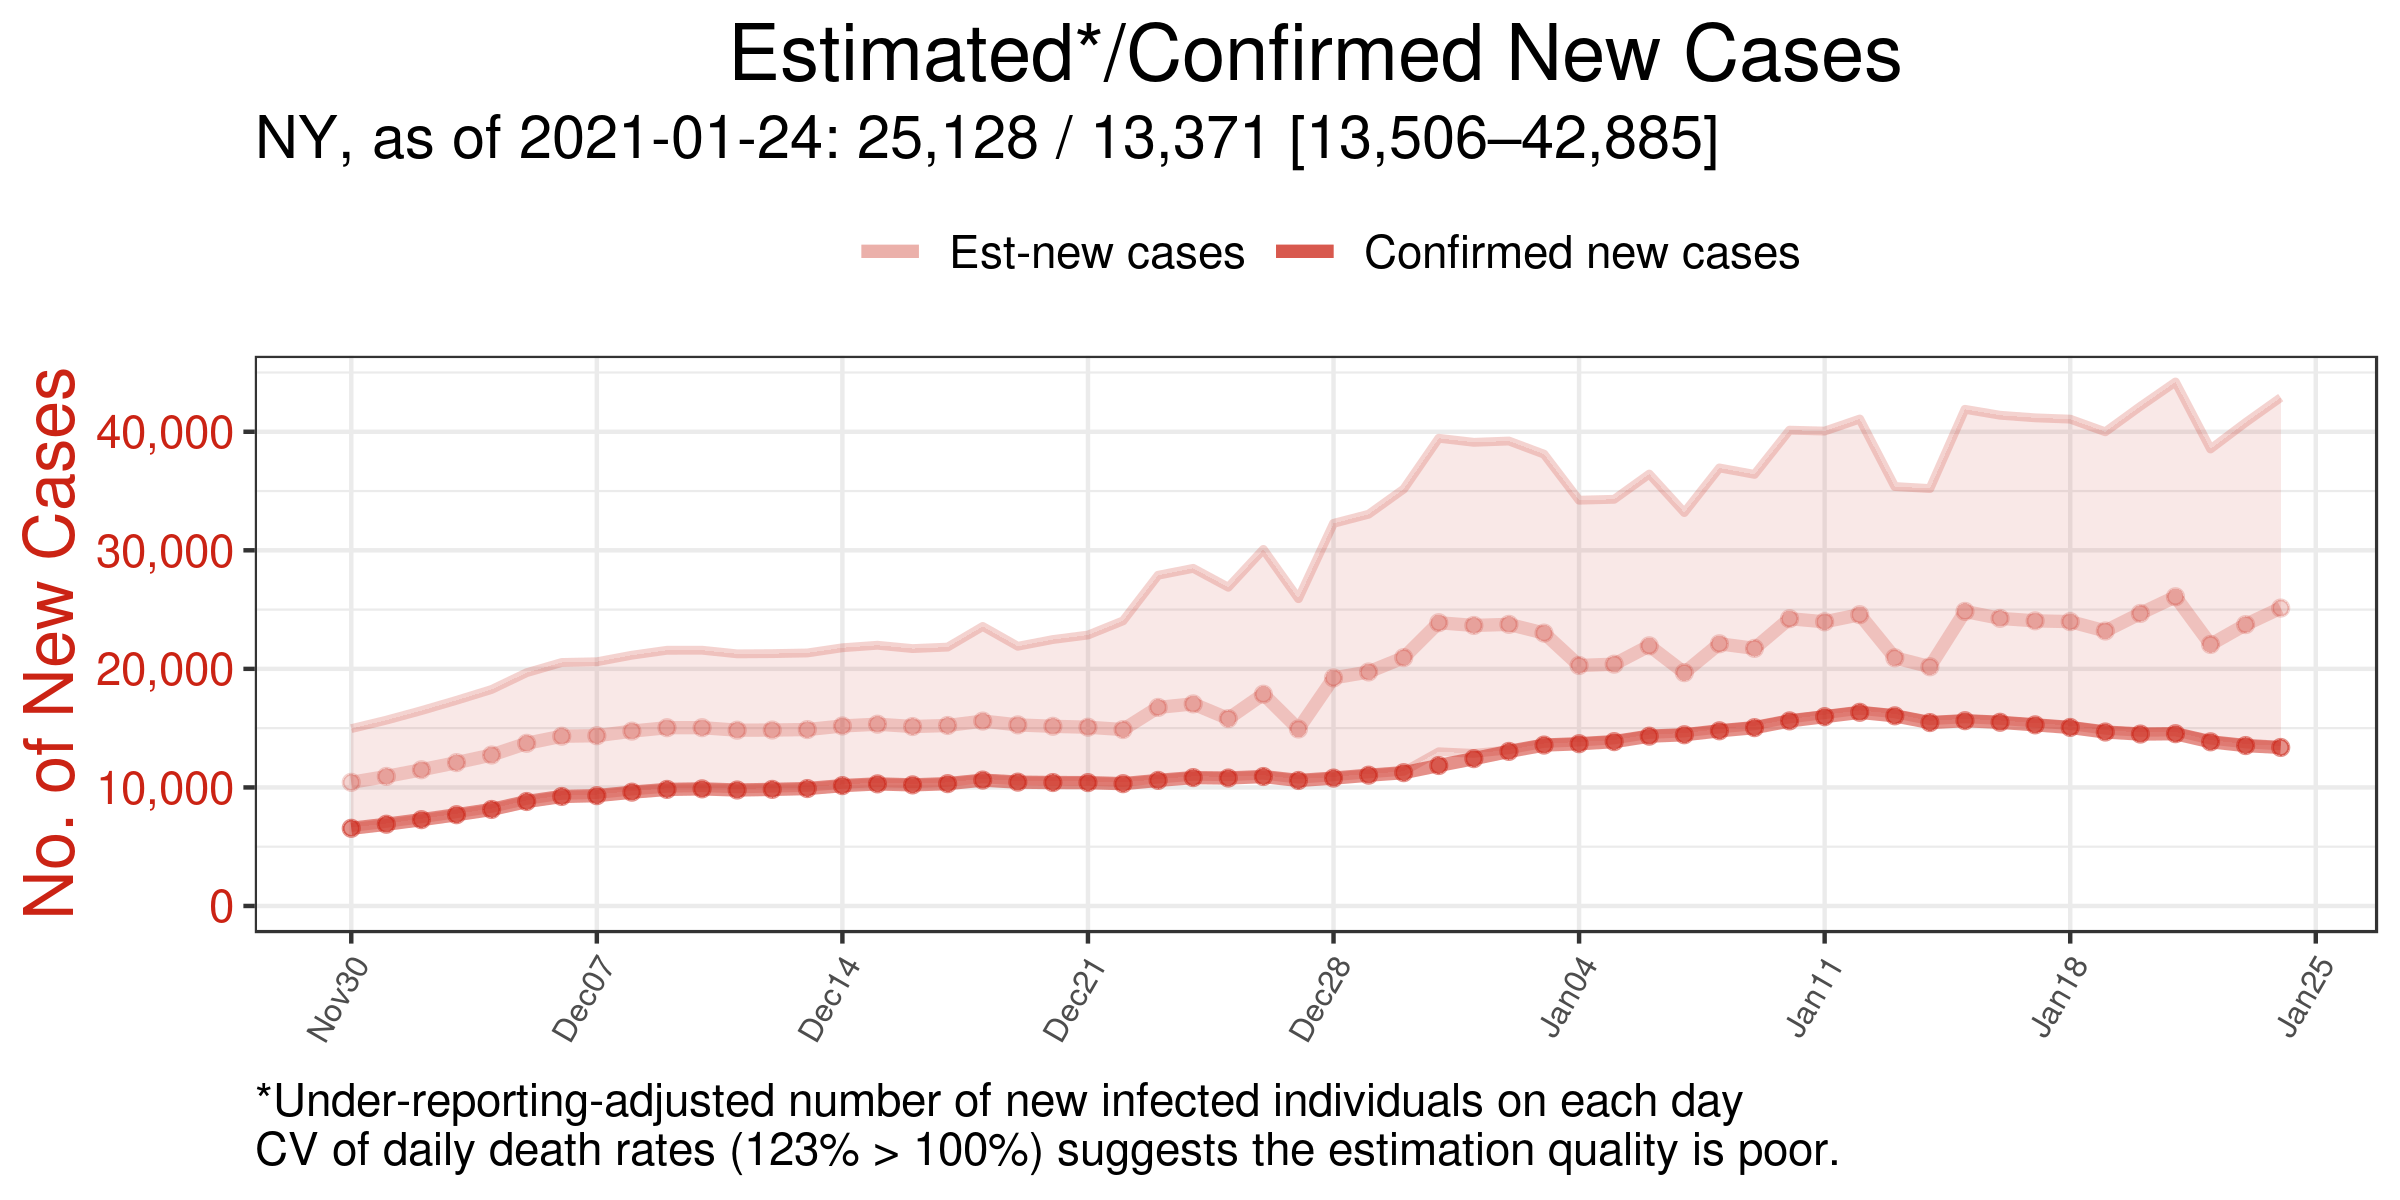 Estimated*/Confirmed New Cases
NY, as of 2021-01-24: 25,128 / 13,371 [13,506–42,885]
Est-new cases
Confirmed new cases
No. of New Cases
40,000
30,000
20,000
10,000
0
Nov30
Dec07
Dec14
Dec21
Dec28
Jan04
Jan11
Jan18
Jan25
*Under-reporting-adjusted number of new infected individuals on each day
CV of daily death rates (123% > 100%) suggests the estimation quality is poor.